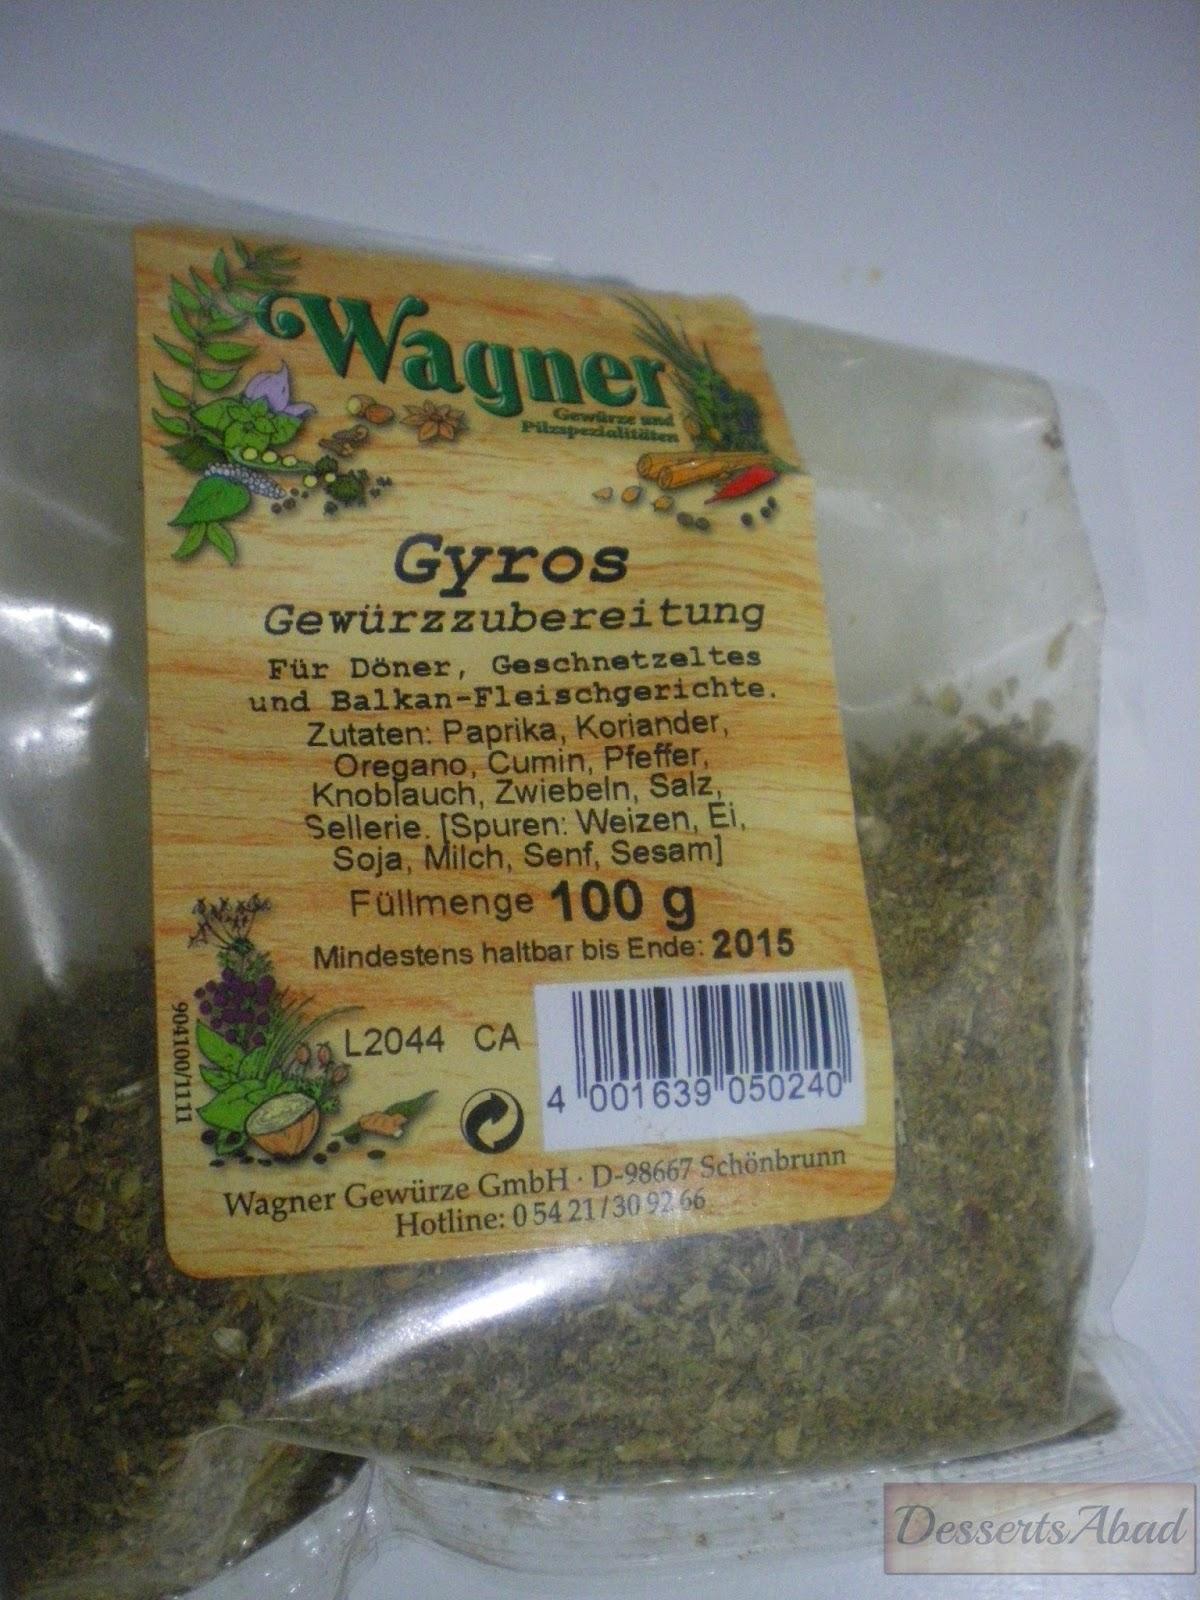 Wagner
Gewürze und
Pilzspezialitäten
Gyros
Gewürzzubereitung
Für Döner, Geschnetzeltes
und Balkan-Fleischgerichte.
Zutaten: Paprika, Koriander,
Oregano, Cumin, Pfeffer,
Knoblauch, Zwiebeln, Salz,
Sellerie. [Spuren: Weizen, Ei,
Soja, Milch, Senf, Sesam]
Füllmenge 100 g
Mindestens haltbar bis Ende: 2015
904100/1111
L2044 CA
4 001639 050240
Wagner Gewürze GmbH · D-98667 Schönbrunn
Hotline: 0 54 21 / 30 92 66
DessertsAbad